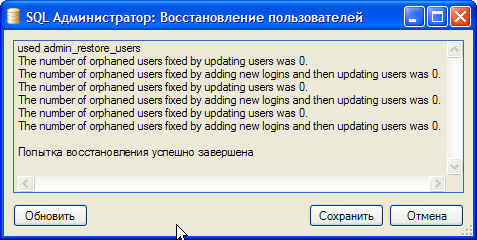 SQL Администратор: Восстановление пользователей
used admin_restore_users
The number of orphaned users fixed by updating users was 0.
The number of orphaned users fixed by adding new logins and then updating users was 0.
The number of orphaned users fixed by updating users was 0.
The number of orphaned users fixed by adding new logins and then updating users was 0.
The number of orphaned users fixed by updating users was 0.
The number of orphaned users fixed by adding new logins and then updating users was 0.
Попытка восстановления успешно завершена
Обновить Сохранить Отмена